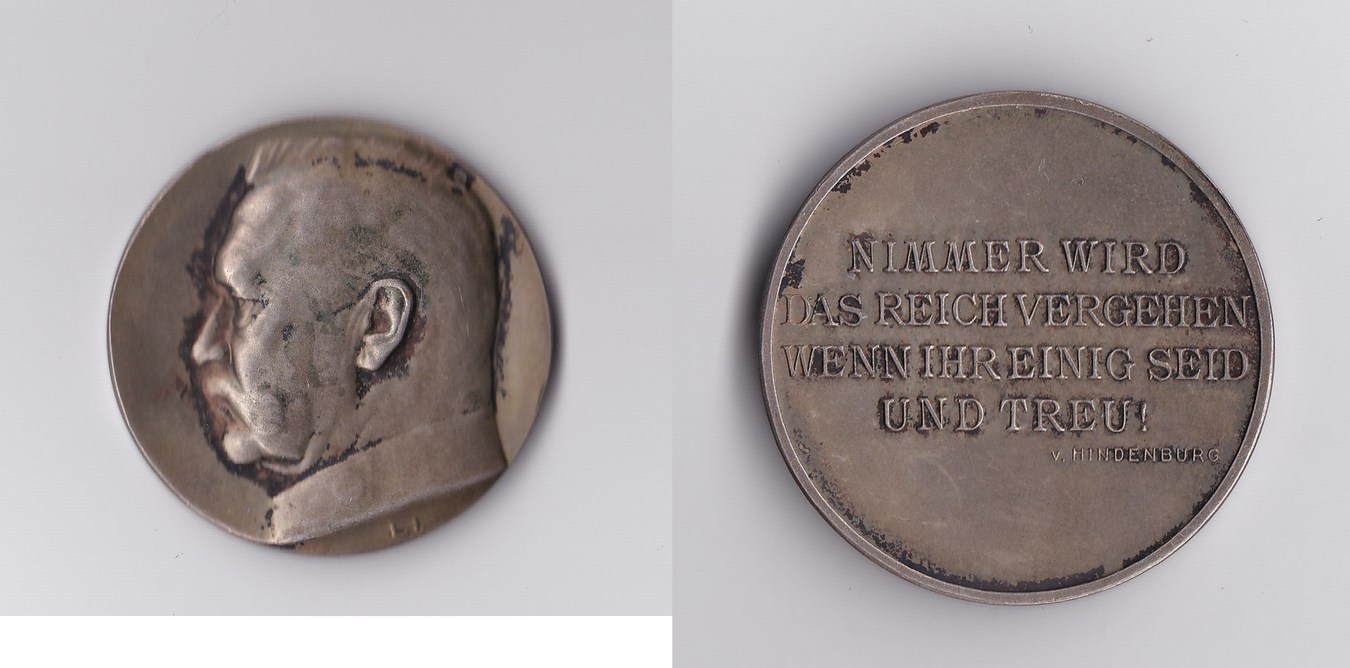 NIMMER WIRD
DAS REICH VERGEHEN
WENN IHR EINIG SEID
UND TREU!
v. HINDENBURG